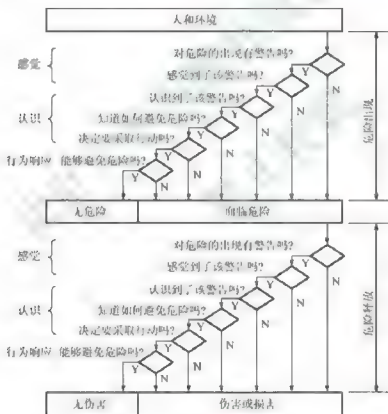 人和环境
对危险的出现有警告吗?
感觉
感觉到了该警告吗?
Y
N
认识到了该警告吗?
Y
N
认识
知道如何避免危险吗?
Y
N
决定要采取行动吗?
Y
N
行为响应 能够避免危险吗?
Y
N
Y
N
危险出现
无危险
面临危险
对危险的出现有警告吗?
感觉
感觉到了该警告吗?
Y
N
认识到了该警告吗?
Y
N
认识
知道如何避免危险吗?
Y
N
决定要采取行动吗?
Y
N
行为响应 能够避免危险吗?
Y
N
Y
N
危险释放
无伤害
伤害或损害